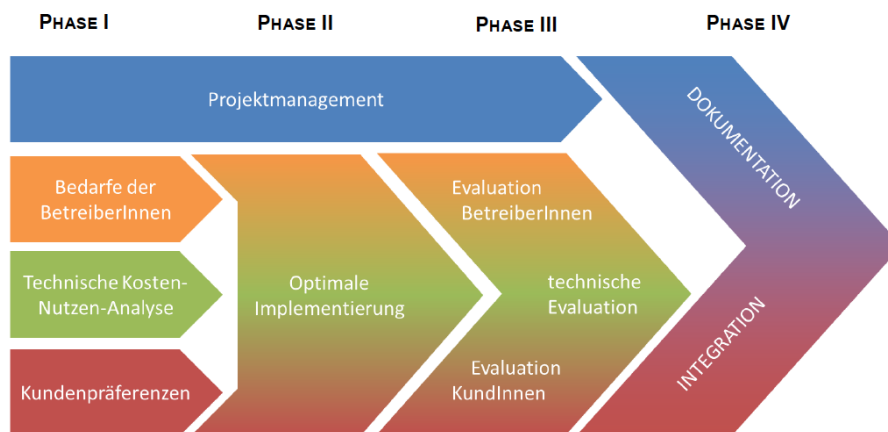 PHASE I
PHASE II
PHASE III
PHASE IV
Projektmanagement
Bedarfe der
BetreiberInnen
Technische Kosten-
Nutzen-Analyse
Kundenpräferenzen
Optimale
Implementierung
Evaluation
BetreiberInnen
technische
Evaluation
Evaluation
KundInnen
DOKUMENTATION
INTEGRATION